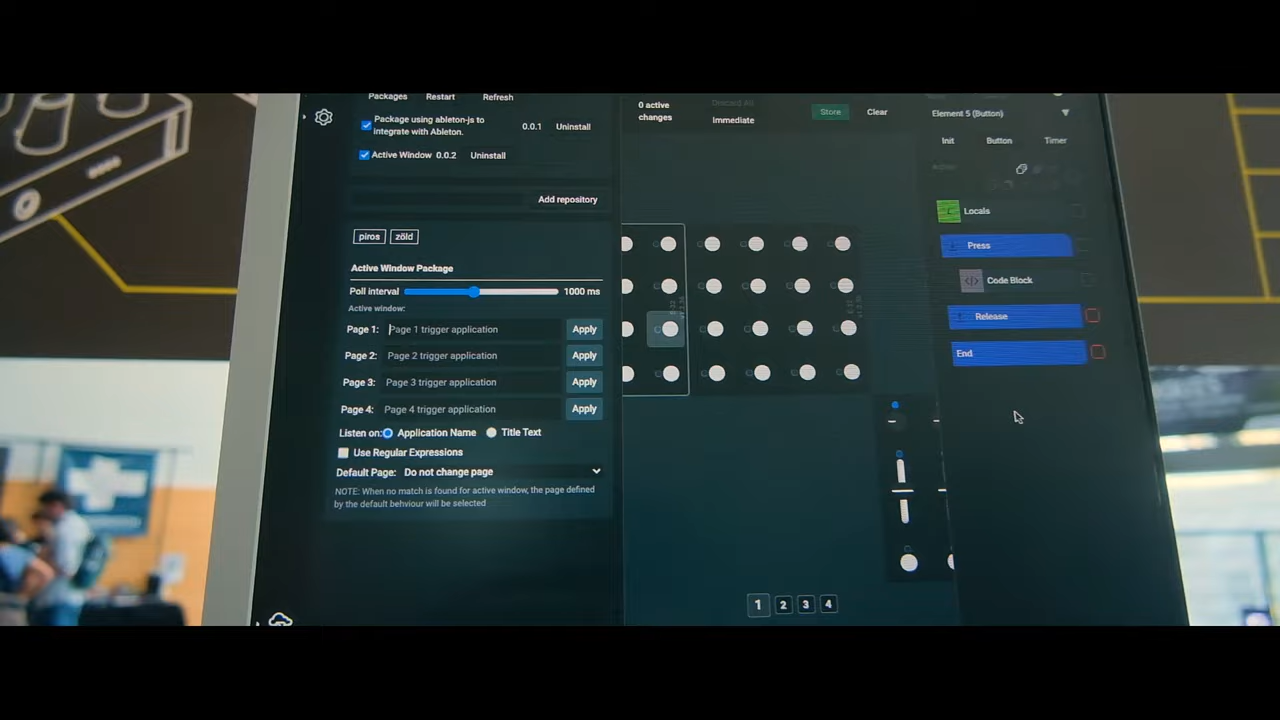 Packages Restart Refresh
Package using ableton-js to
integrate with Ableton.
0.0.1 Uninstall
Active Window 0.0.2 Uninstall
Add repository
piros zöld
Active Window Package
Poll interval 1000 ms
Active window:
Page 1: Page 1 trigger application Apply
Page 2: Page 2 trigger application Apply
Page 3: Page 3 trigger application Apply
Page 4: Page 4 trigger application Apply
Listen on: Application Name Title Text
Use Regular Expressions
Default Page: Do not change page
NOTE: When no match is found for active window, the page defined
by the default behviour will be selected
0 active
changes
Discard All
Immediate
Store
Clear
1 2 3 4
Element 5 (Button)
Init Button Timer
Locals
Press
Code Block
Release
End